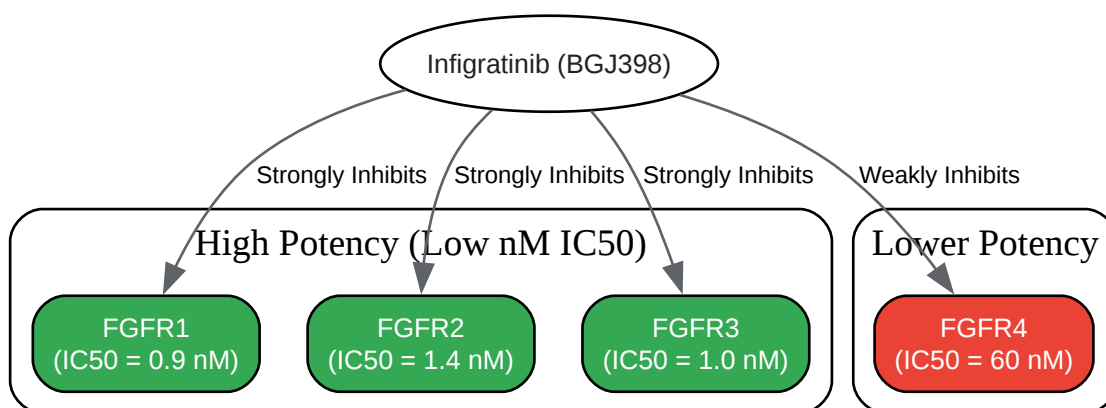 Infigratinib (BGJ398)
Strongly Inhibits
Strongly Inhibits
Strongly Inhibits
Weakly Inhibits
High Potency (Low nM IC50)
Lower Potency
FGFR1
(IC50 = 0.9 nM)
FGFR2
(IC50 = 1.4 nM)
FGFR3
(IC50 = 1.0 nM)
FGFR4
(IC50 = 60 nM)